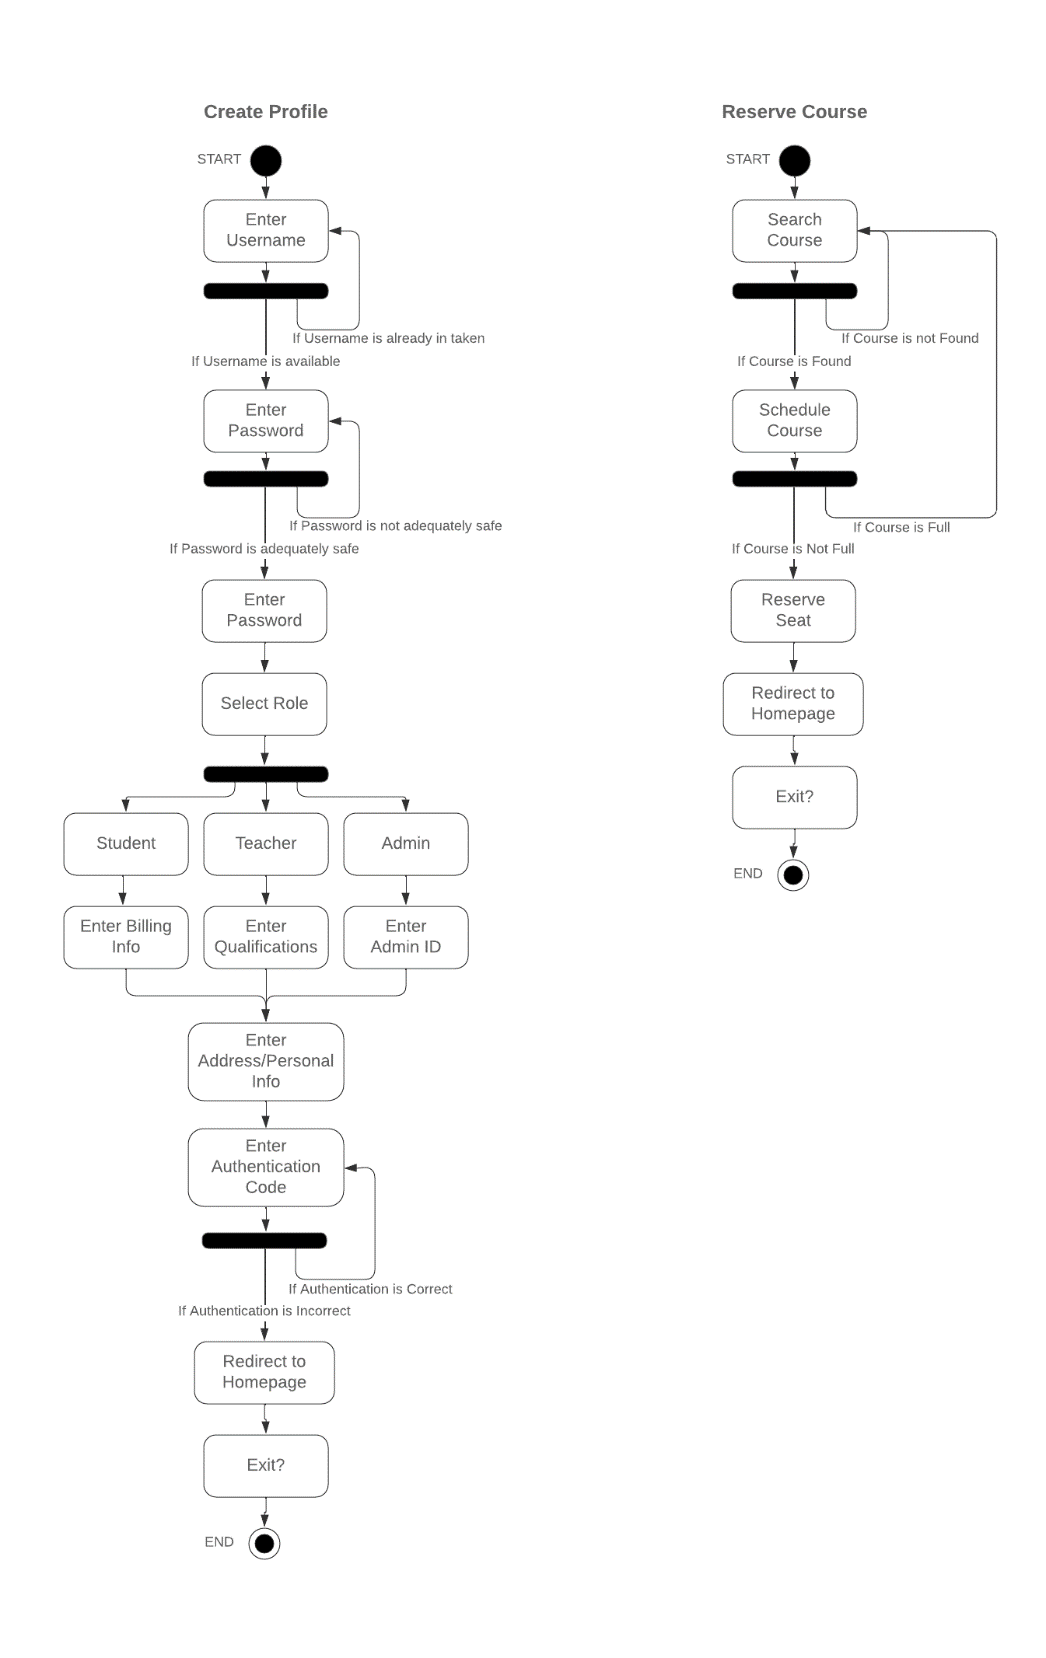 Create Profile
START
Enter
Username
If Username is already in taken
If Username is available
Enter
Password
If Password is not adequately safe
If Password is adequately safe
Enter
Password
Select Role
Student
Teacher
Admin
Enter Billing
Info
Enter
Qualifications
Enter
Admin ID
Enter
Address/Personal
Info
Enter
Authentication
Code
If Authentication is Correct
If Authentication is Incorrect
Redirect to
Homepage
Exit?
END
Reserve Course
START
Search
Course
If Course is not Found
If Course is Found
Schedule
Course
If Course is Full
If Course is Not Full
Reserve
Seat
Redirect to
Homepage
Exit?
END